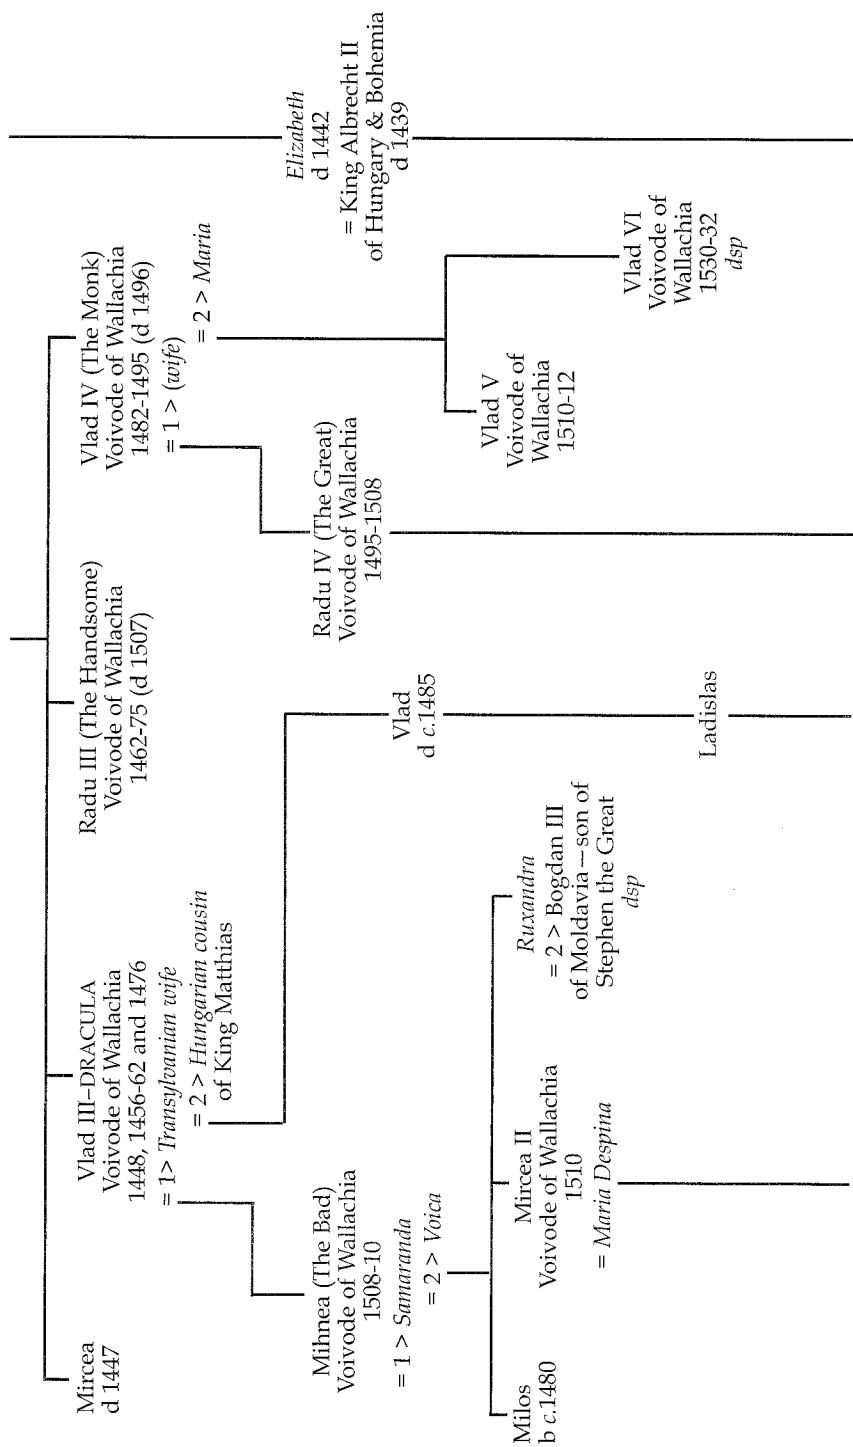 Mircea
d 1447
Vlad III–DRACULA
Voivode of Wallachia
1448, 1456-62 and 1476
= 1> Transylvanian wife
= 2 > Hungarian cousin
of King Matthias
Radu III (The Handsome)
Voivode of Wallachia
1462-75 (d 1507)
Vlad IV (The Monk)
Voivode of Wallachia
1482-1495 (d 1496)
= 1 > (wife)
= 2 > Maria
Elizabeth
d 1442
= King Albrecht II
of Hungary & Bohemia
d 1439
Mihnea (The Bad)
Voivode of Wallachia
1508-10
= 1 > Samaranda
= 2 > Voica
Vlad
d c.1485
Radu IV (The Great)
Voivode of Wallachia
1495-1508
Vlad V
Voivode of
Wallachia
1510-12
Vlad VI
Voivode of
Wallachia
1530-32
dsp
Milos
b c.1480
Mircea II
Voivode of Wallachia
1510
= Maria Despina
Ruxandra
= 2 > Bogdan III
of Moldavia – son of
Stephen the Great
dsp
Ladislas